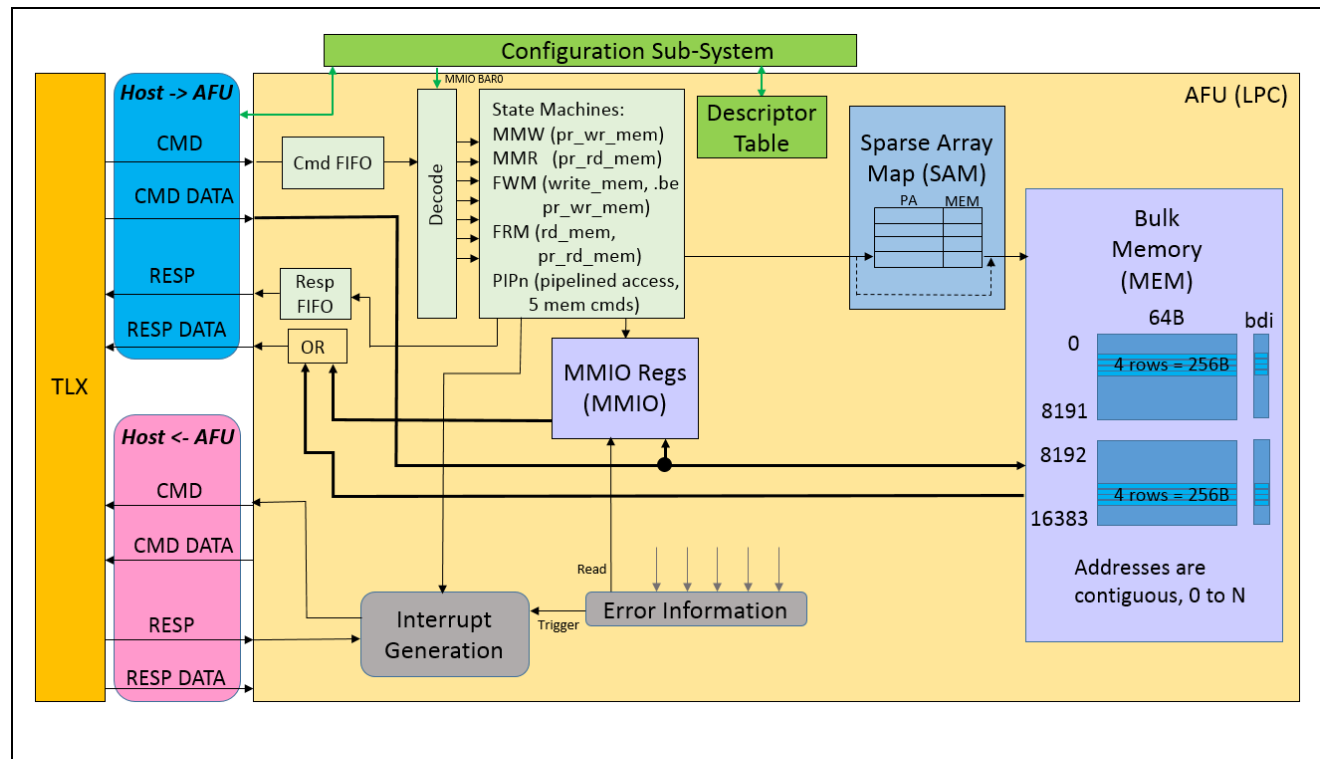 Configuration Sub-System
MMIO BAR0
AFU (LPC)
Host -> AFU
CMD
CMD DATA
RESP
RESP DATA
TLX
Host <- AFU
CMD
CMD DATA
RESP
RESP DATA
Cmd FIFO
Decode
State Machines:
MMW (pr_wr_mem)
MMR (pr_rd_mem)
FWM (write_mem, .be
pr_wr_mem)
FRM (rd_mem,
pr_rd_mem)
PIPn (pipelined access,
5 mem cmds)
Descriptor
Table
Sparse Array
Map (SAM)
PA MEM
Resp
FIFO
OR
MMIO Regs
(MMIO)
Bulk
Memory
(MEM)
64B bdi
0
4 rows = 256B
8191
8192
4 rows = 256B
16383
Addresses are
contiguous, 0 to N
Read
Trigger
Error Information
Interrupt
Generation